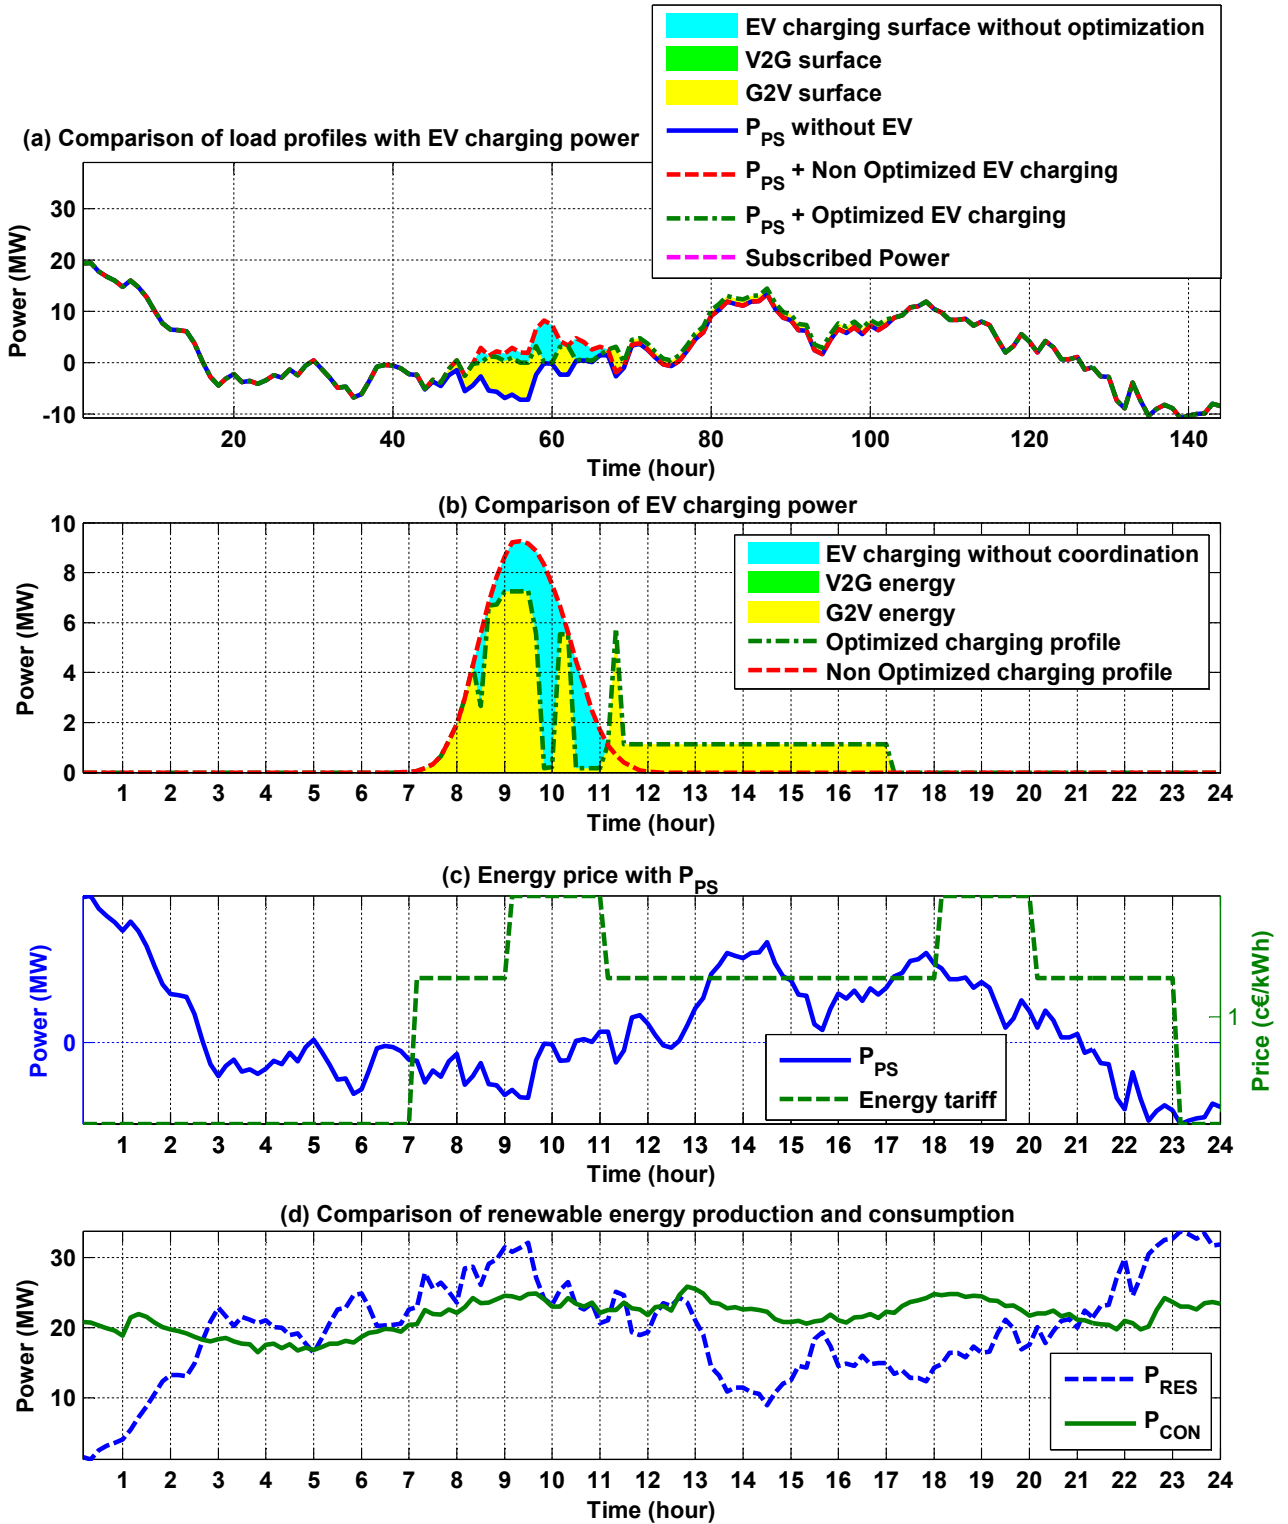 EV charging surface without optimization
V2G surface
G2V surface
P_PS without EV
P_PS + Non Optimized EV charging
P_PS + Optimized EV charging
Subscribed Power
(a) Comparison of load profiles with EV charging power
Power (MW)
30
20
10
0
-10
20 40 60 80 100 120 140
Time (hour)
(b) Comparison of EV charging power
Power (MW)
10
8
6
4
2
0
EV charging without coordination
V2G energy
G2V energy
Optimized charging profile
Non Optimized charging profile
1 2 3 4 5 6 7 8 9 10 11 12 13 14 15 16 17 18 19 20 21 22 23 24
Time (hour)
(c) Energy price with P_PS
Power (MW)
0
1
Price (c€/kWh)
P_PS
Energy tariff
1 2 3 4 5 6 7 8 9 10 11 12 13 14 15 16 17 18 19 20 21 22 23 24
Time (hour)
(d) Comparison of renewable energy production and consumption
Power (MW)
30
20
10
P_RES
P_CON
1 2 3 4 5 6 7 8 9 10 11 12 13 14 15 16 17 18 19 20 21 22 23 24
Time (hour)